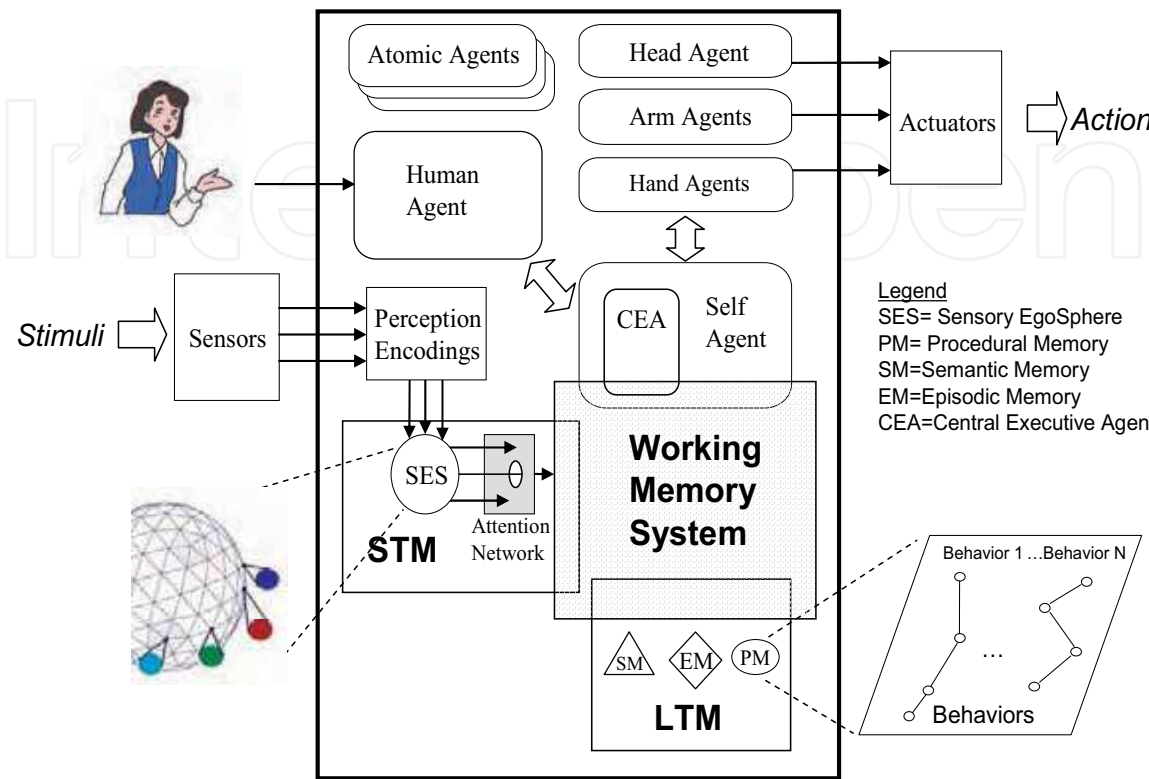 Atomic Agents
Head Agent
Arm Agents
Hand Agents
Actuators
Action
Human
Agent
Stimuli
Sensors
Perception
Encodings
CEA
Self
Agent
Legend
SES= Sensory EgoSphere
PM= Procedural Memory
SM=Semantic Memory
EM=Episodic Memory
CEA=Central Executive Agen
SES
Attention
Network
STM
Working
Memory
System
SM
EM
PM
LTM
Behavior 1 ...Behavior N
...
Behaviors